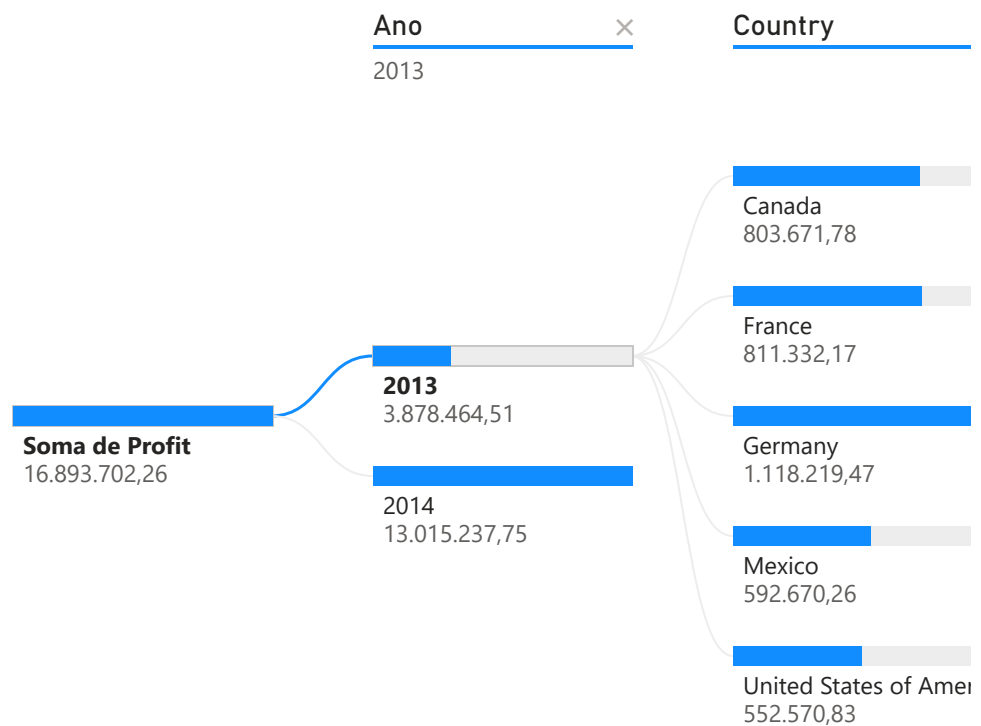 Ano
Country
2013
Canada
803.671,78
France
811.332,17
2013
3.878.464,51
Germany
1.118.219,47
Soma de Profit
16.893.702,26
2014
13.015.237,75
Mexico
592.670,26
United States of Amer
552.570,83